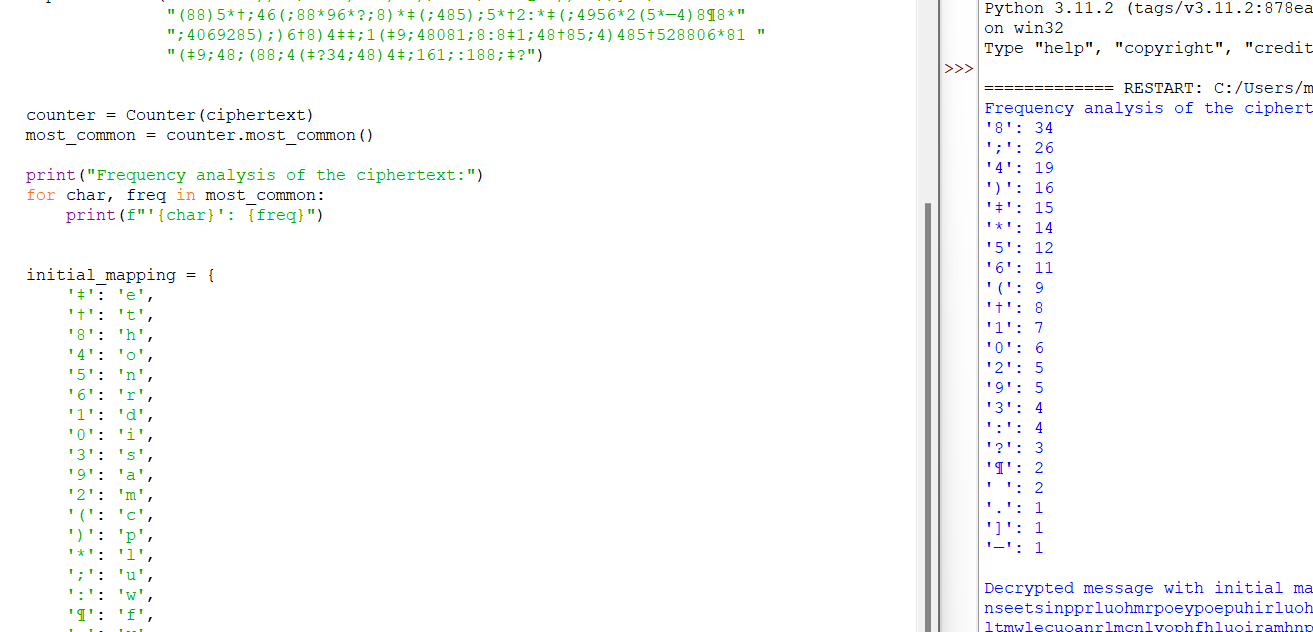 "(88)5*†;46(;88*96*?;8)*‡(;485);5*†2:*‡(;4956*2(5*—4)8¶8*"
";4069285);)6†8)4‡‡;1(‡9;48081;8:8‡1;48†85;4)485†528806*81 "
"(‡9;48;(88;4(‡?34;48)4‡;161;:188;‡?")
counter = Counter(ciphertext)
most_common = counter.most_common()
print("Frequency analysis of the ciphertext:")
for char, freq in most_common:
print(f"'{char}': {freq}")
initial_mapping = {
'‡': 'e',
'†': 't',
'8': 'h',
'4': 'o',
'5': 'n',
'6': 'r',
'1': 'd',
'0': 'i',
'3': 's',
'9': 'a',
'2': 'm',
'(': 'c',
')': 'p',
'*': 'l',
';': 'u',
':': 'w',
'¶': 'f',
Python 3.11.2 (tags/v3.11.2:878ea
on win32
Type "help", "copyright", "credit
>>>
============= RESTART: C:/Users/m
Frequency analysis of the ciphert
'8': 34
';': 26
'4': 19
')': 16
'‡': 15
'*': 14
'5': 12
'6': 11
'(': 9
'†': 8
'1': 7
'0': 6
'2': 5
'9': 5
'3': 4
':': 4
'?': 3
'¶': 2
' ': 2
'.': 1
']': 1
'—': 1
Decrypted message with initial ma
nseetsinpprluohmrpoeypoepuhirluoh
ltmwlecuoanrlmcnlvophfhluoiramhnp